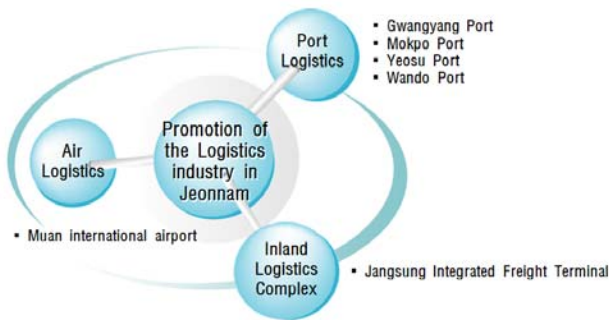 Port
Logistics
▪ Gwangyang Port
▪ Mokpo Port
▪ Yeosu Port
▪ Wando Port
Promotion of
the Logistics
industry in
Jeonnam
Air
Logistics
▪ Muan international airport
Inland
Logistics
Complex
▪ Jangsung Integrated Freight Terminal